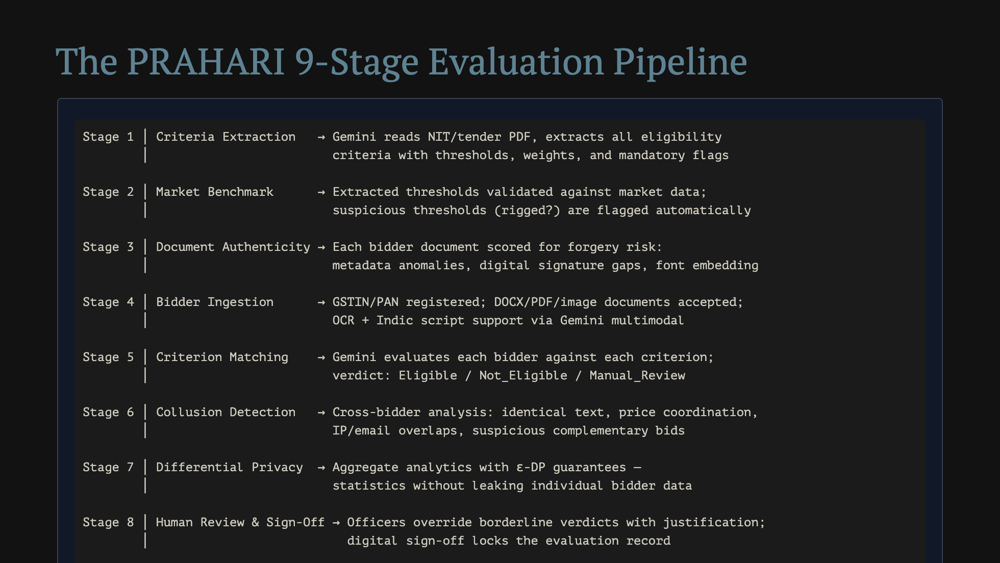 The PRAHARI 9-Stage Evaluation Pipeline
Stage 1 │ Criteria Extraction   → Gemini reads NIT/tender PDF, extracts all eligibility
        │                         criteria with thresholds, weights, and mandatory flags
Stage 2 │ Market Benchmark      → Extracted thresholds validated against market data;
        │                         suspicious thresholds (rigged?) are flagged automatically
Stage 3 │ Document Authenticity → Each bidder document scored for forgery risk:
        │                         metadata anomalies, digital signature gaps, font embedding
Stage 4 │ Bidder Ingestion      → GSTIN/PAN registered; DOCX/PDF/image documents accepted;
        │                         OCR + Indic script support via Gemini multimodal
Stage 5 │ Criterion Matching    → Gemini evaluates each bidder against each criterion;
        │                         verdict: Eligible / Not_Eligible / Manual_Review
Stage 6 │ Collusion Detection   → Cross-bidder analysis: identical text, price coordination,
        │                         IP/email overlaps, suspicious complementary bids
Stage 7 │ Differential Privacy  → Aggregate analytics with ε-DP guarantees —
        │                         statistics without leaking individual bidder data
Stage 8 │ Human Review & Sign-Off → Officers override borderline verdicts with justification;
        │                           digital sign-off locks the evaluation record